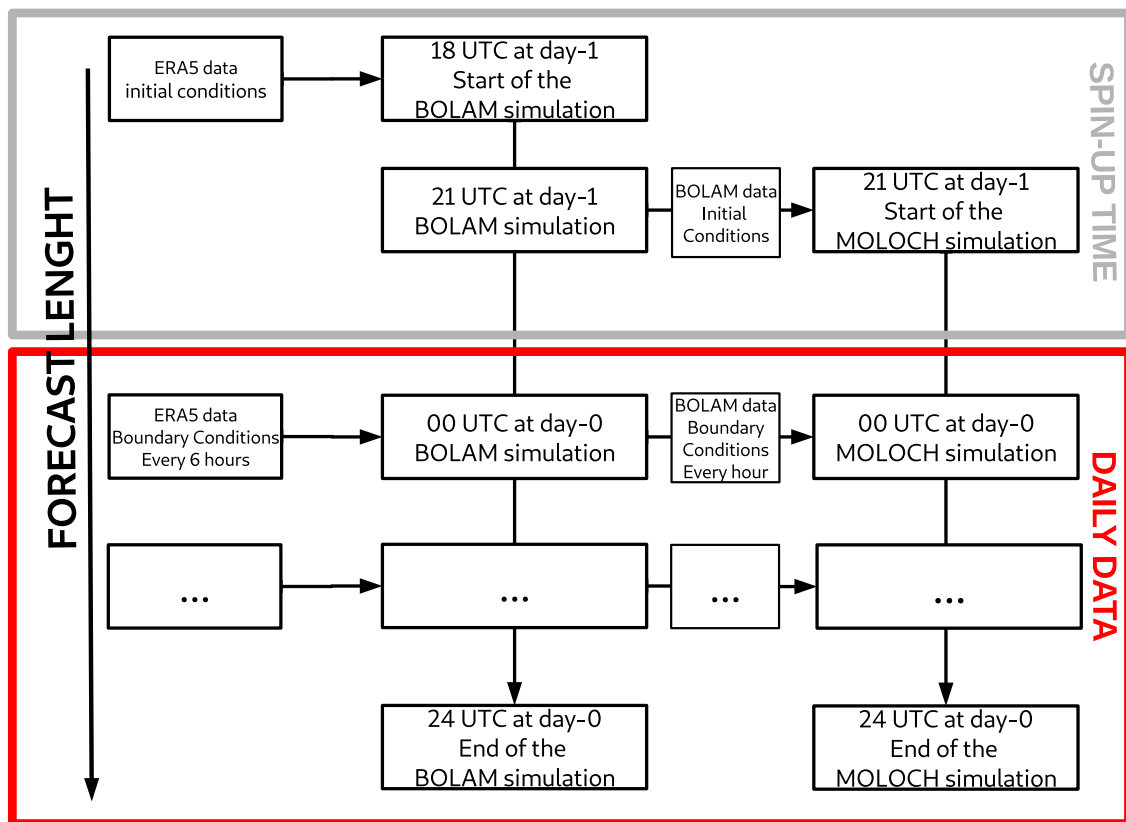 ERA5 data
initial conditions
18 UTC at day-1
Start of the
BOLAM simulation
SPIN-UP TIME
21 UTC at day-1
BOLAM simulation
BOLAM data
Initial
Conditions
21 UTC at day-1
Start of the
MOLOCH simulation
FORECAST LENGHT
ERA5 data
Boundary Conditions
Every 6 hours
00 UTC at day-0
BOLAM simulation
BOLAM data
Boundary
Conditions
Every hour
00 UTC at day-0
MOLOCH simulation
DAILY DATA
...
...
...
...
24 UTC at day-0
End of the
BOLAM simulation
24 UTC at day-0
End of the
MOLOCH simulation